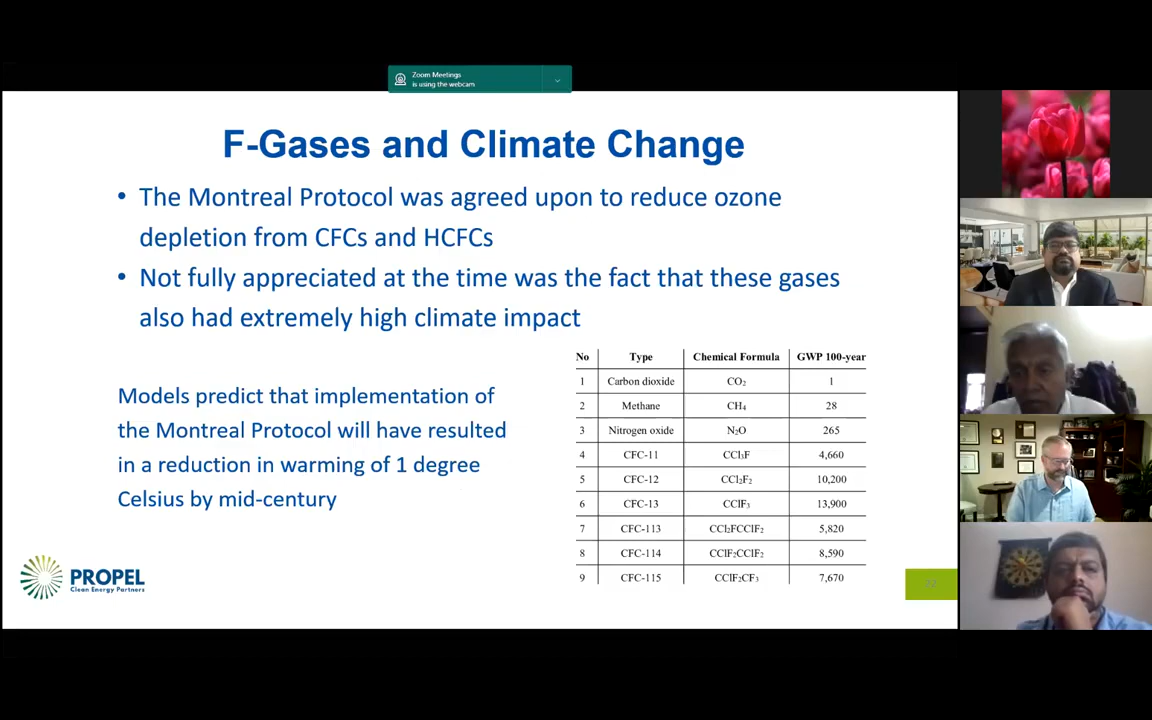 Zoom Meetings
is using the webcam
F-Gases and Climate Change
• The Montreal Protocol was agreed upon to reduce ozone
depletion from CFCs and HCFCs
• Not fully appreciated at the time was the fact that these gases
also had extremely high climate impact
Models predict that implementation of
the Montreal Protocol will have resulted
in a reduction in warming of 1 degree
Celsius by mid-century
No Type Chemical Formula GWP 100-year
1 Carbon dioxide CO₂ 1
2 Methane CH₄ 28
3 Nitrogen oxide N₂O 265
4 CFC-11 CCl₃F 4,660
5 CFC-12 CCl₂F₂ 10,200
6 CFC-13 CClF₃ 13,900
7 CFC-113 CCl₂FCClF₂ 5,820
8 CFC-114 CClF₂CClF₂ 8,590
9 CFC-115 CClF₂CF₃ 7,670
PROPEL
Clean Energy Partners